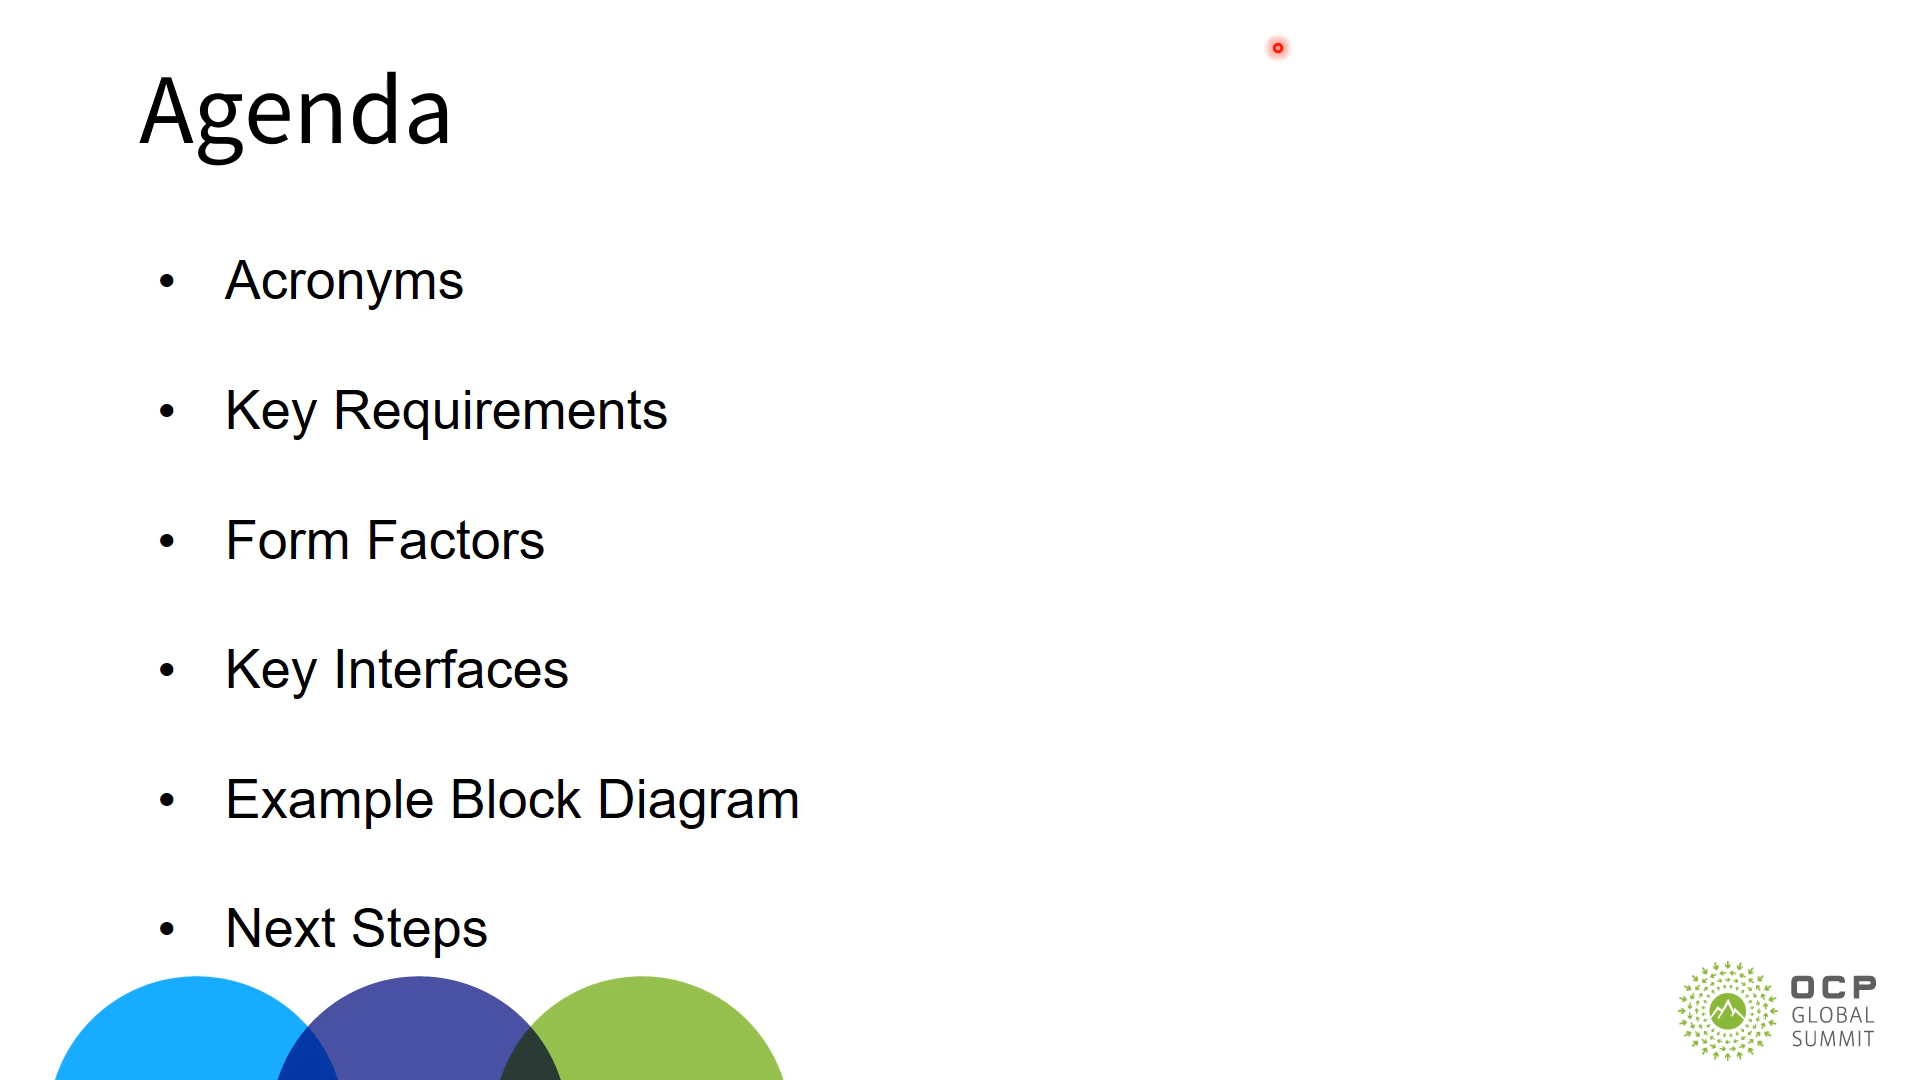 Agenda
• Acronyms
• Key Requirements
• Form Factors
• Key Interfaces
• Example Block Diagram
• Next Steps
OCP
GLOBAL
SUMMIT